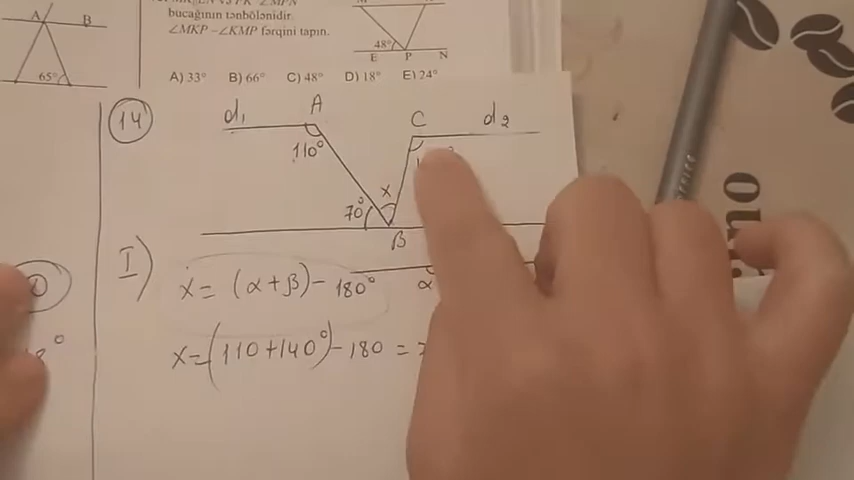 A B
65°
bucağının tənbölənidir.
∠MKP – ∠KMP fərqini tapın.
48°
E P N
A) 33° B) 66° C) 48° D) 18° E) 24°
14
d₁ A C d₂
110°
x
70°
B
I)
x = (α+β) – 180°
α
x = (110+140°) – 180 =